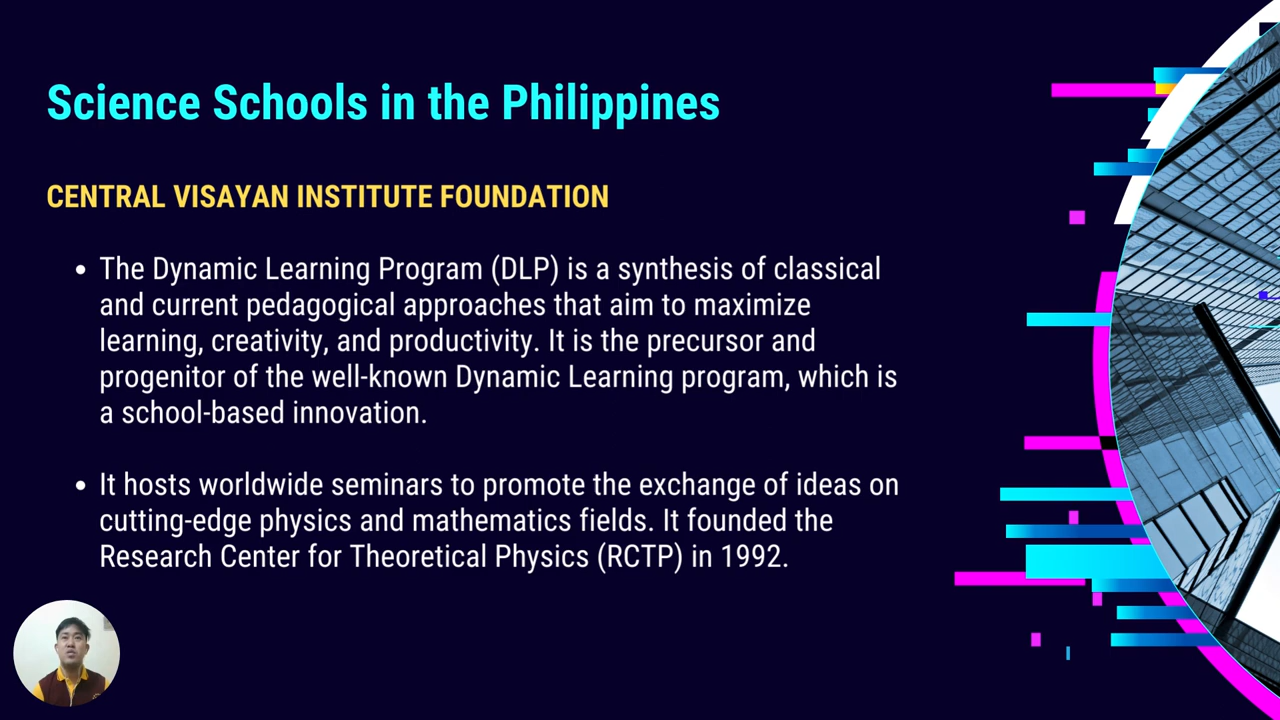 Science Schools in the Philippines
CENTRAL VISAYAN INSTITUTE FOUNDATION
• The Dynamic Learning Program (DLP) is a synthesis of classical
and current pedagogical approaches that aim to maximize
learning, creativity, and productivity. It is the precursor and
progenitor of the well-known Dynamic Learning program, which is
a school-based innovation.
• It hosts worldwide seminars to promote the exchange of ideas on
cutting-edge physics and mathematics fields. It founded the
Research Center for Theoretical Physics (RCTP) in 1992.